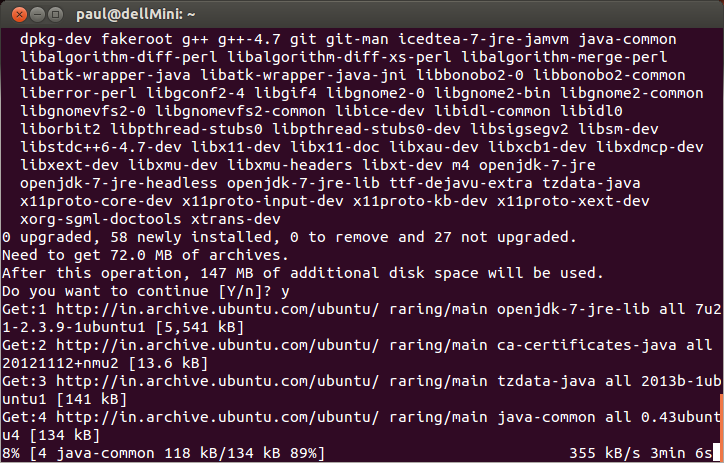 paul@dellMini: ~
dpkg-dev fakeroot g++ g++-4.7 git git-man icedtea-7-jre-jamvm java-common
libalgorithm-diff-perl libalgorithm-diff-xs-perl libalgorithm-merge-perl
libatk-wrapper-java libatk-wrapper-java-jni libbonobo2-0 libbonobo2-common
liberror-perl libgconf2-4 libgif4 libgnome2-0 libgnome2-bin libgnome2-common
libgnomevfs2-0 libgnomevfs2-common libice-dev libidl-common libidl0
liborbit2 libpthread-stubs0 libpthread-stubs0-dev libsigsegv2 libsm-dev
libstdc++6-4.7-dev libx11-dev libx11-doc libxau-dev libxcb1-dev libxdmcp-dev
libxext-dev libxmu-dev libxmu-headers libxt-dev m4 openjdk-7-jre
openjdk-7-jre-headless openjdk-7-jre-lib ttf-dejavu-extra tzdata-java
x11proto-core-dev x11proto-input-dev x11proto-kb-dev x11proto-xext-dev
xorg-sgml-doctools xtrans-dev
0 upgraded, 58 newly installed, 0 to remove and 27 not upgraded.
Need to get 72.0 MB of archives.
After this operation, 147 MB of additional disk space will be used.
Do you want to continue [Y/n]? y
Get:1 http://in.archive.ubuntu.com/ubuntu/ raring/main openjdk-7-jre-lib all 7u2
1-2.3.9-1ubuntu1 [5,541 kB]
Get:2 http://in.archive.ubuntu.com/ubuntu/ raring/main ca-certificates-java all
20121112+nmu2 [13.6 kB]
Get:3 http://in.archive.ubuntu.com/ubuntu/ raring/main tzdata-java all 2013b-1ub
untu1 [141 kB]
Get:4 http://in.archive.ubuntu.com/ubuntu/ raring/main java-common all 0.43ubunt
u4 [134 kB]
8% [4 java-common 118 kB/134 kB 89%] 355 kB/s 3min 6s